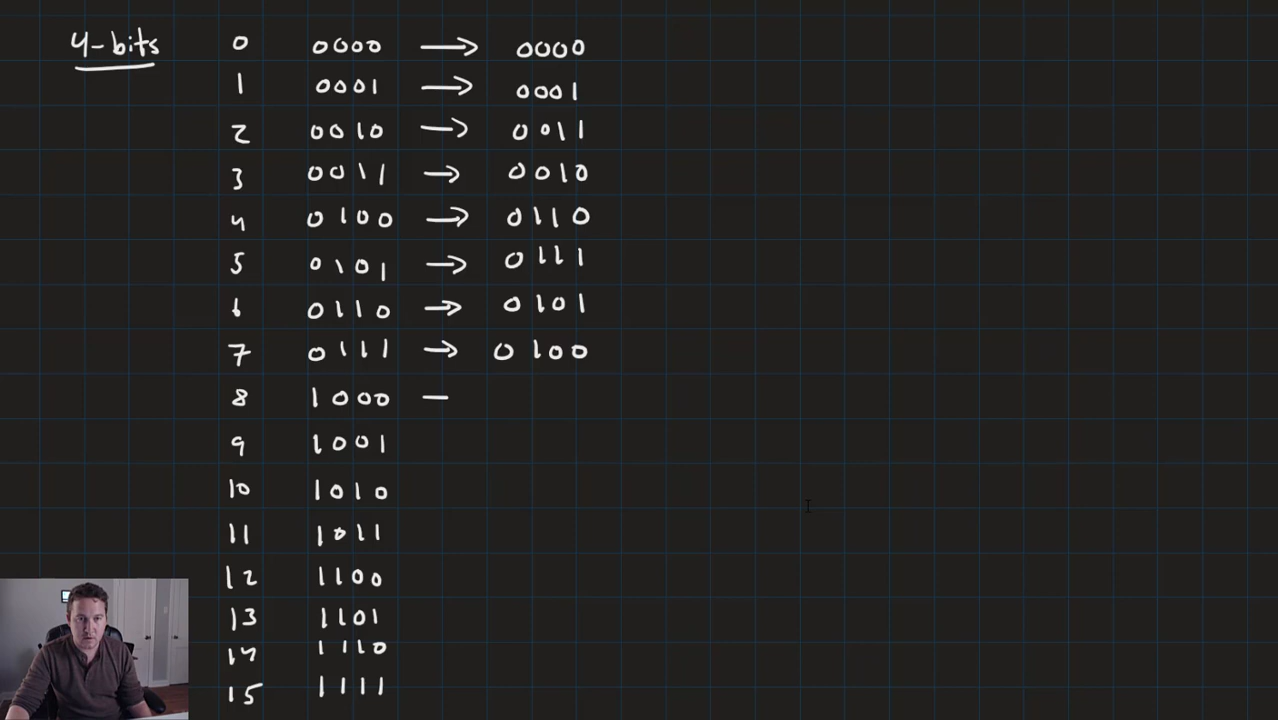 4-bits 0 0000 → 0000
1 0001 → 0001
2 0010 → 0011
3 0011 → 0010
4 0100 → 0110
5 0101 → 0111
6 0110 → 0101
7 0111 → 0100
8 1000 —
9 1001
10 1010
11 1011
12 1100
13 1101
14 1110
15 1111